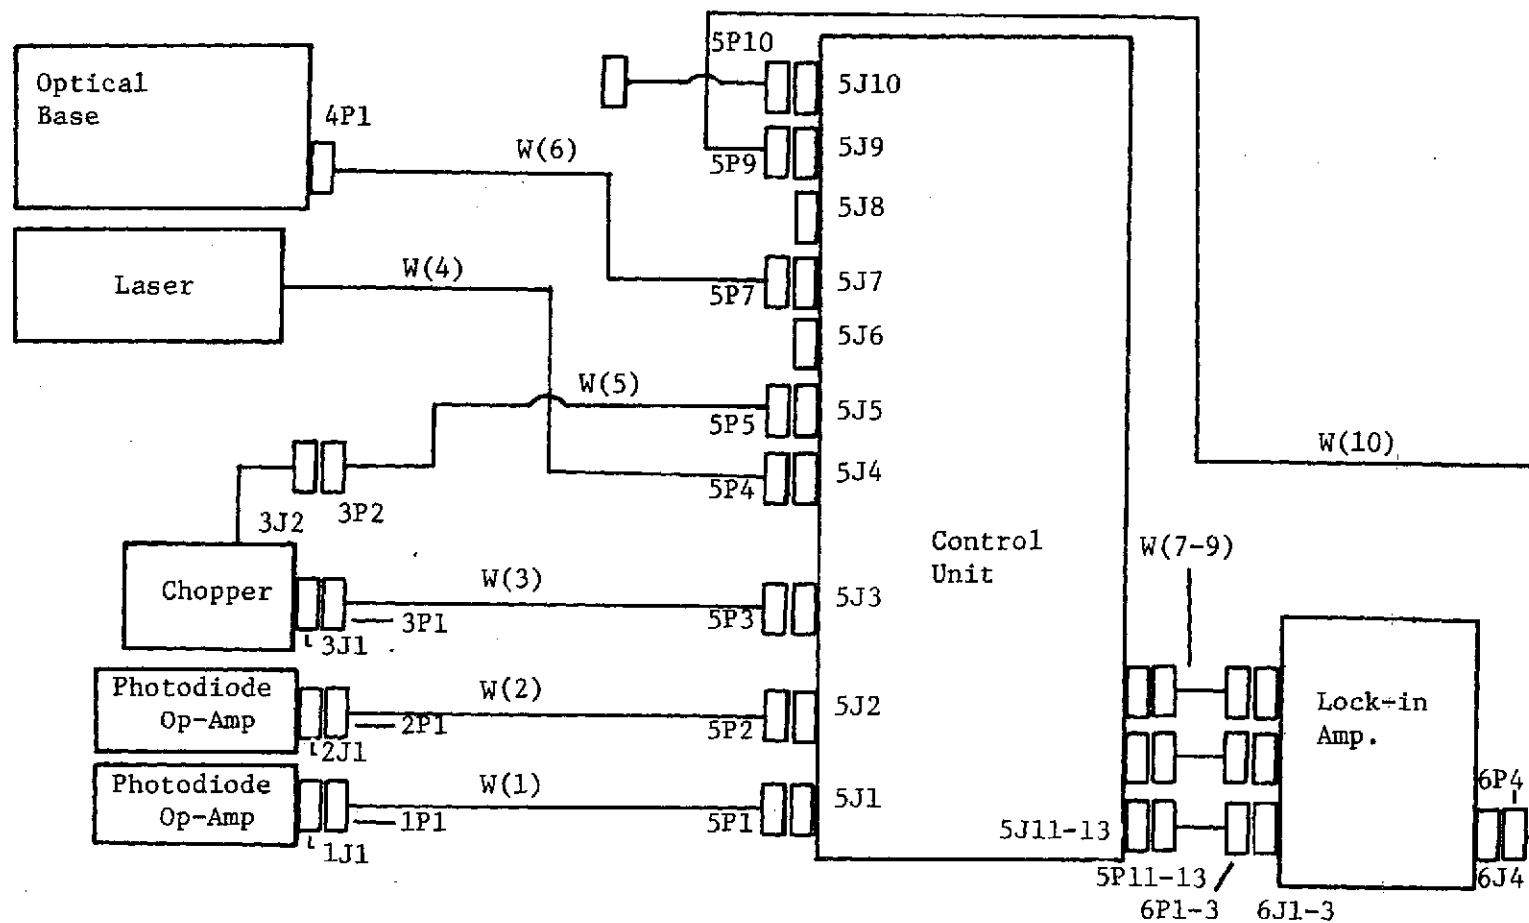 5P10
Optical
Base
5J10
4P1
W(6)
5P9
5J9
5J8
W(4)
Laser
5P7
5J7
5J6
W(5)
5P5
5J5
W(10)
5P4
5J4
3J2
3P2
Control
Unit
W(7-9)
Chopper
W(3)
3P1
3J1
5P3
5J3
Photodiode
Op-Amp
W(2)
2P1
2J1
5P2
5J2
Lock-in
Amp.
Photodiode
Op-Amp
W(1)
1P1
1J1
5P1
5J1
5J11-13
6P4
5P11-13
6J4
6P1-3
6J1-3